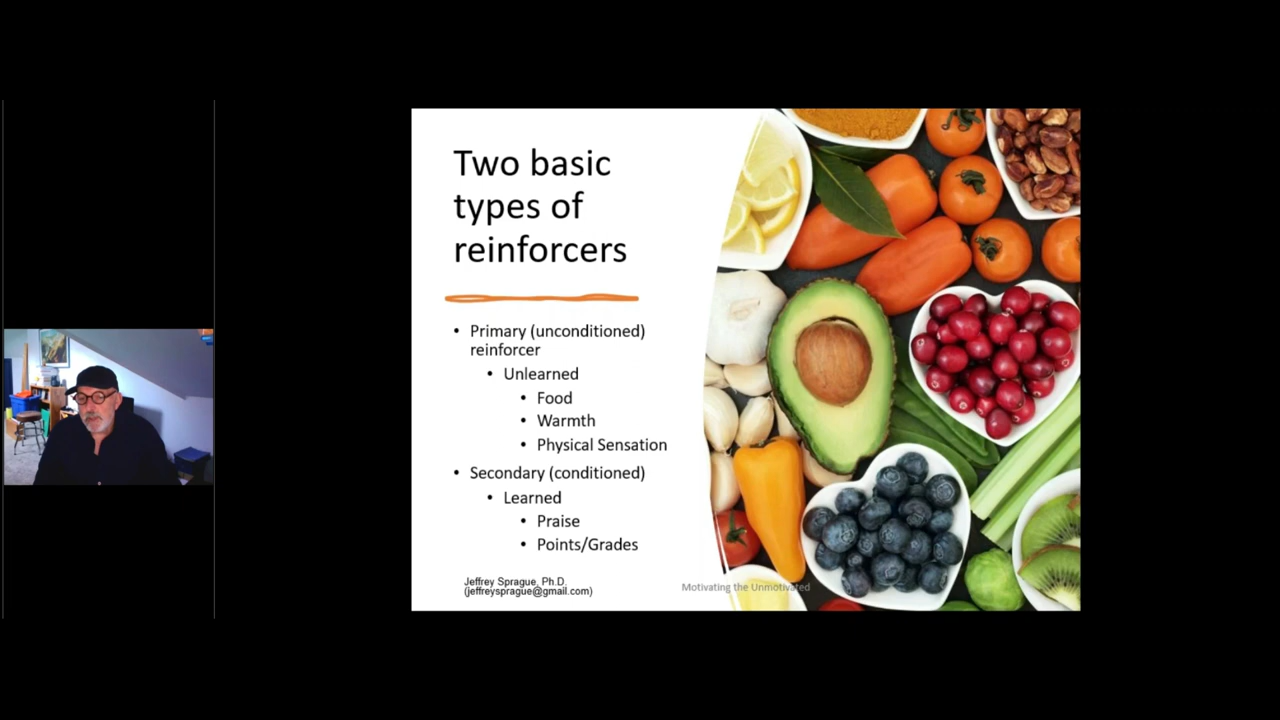 Two basic
types of
reinforcers
• Primary (unconditioned)
reinforcer
• Unlearned
• Food
• Warmth
• Physical Sensation
• Secondary (conditioned)
• Learned
• Praise
• Points/Grades
Jeffrey Sprague, Ph.D.
(jeffreysprague@gmail.com)
Motivating the Unmotivated